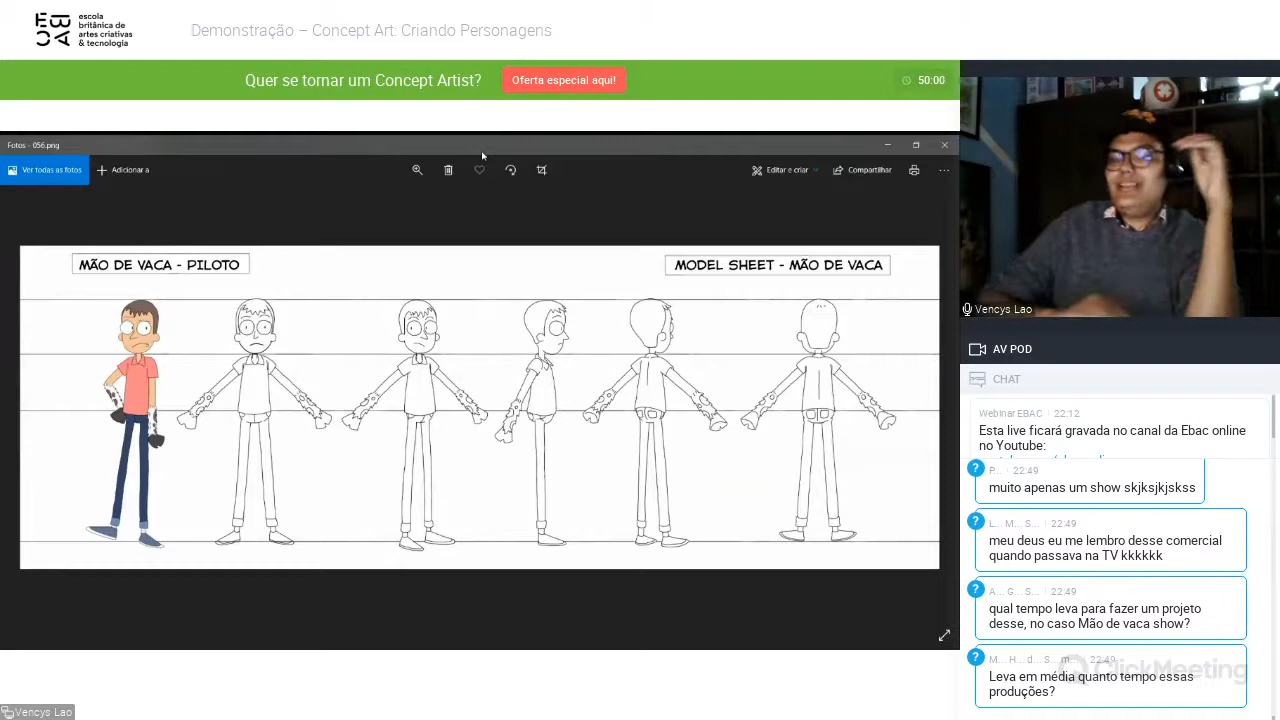 EBAC
escola
britânica de
artes criativas
& tecnologia
Demonstração – Concept Art: Criando Personagens
Quer se tornar um Concept Artist?
Oferta especial aqui!
50:00
Fotos - 056.png
Ver todas as fotos
Adicionar a
Editar e criar
Compartilhar
MÃO DE VACA - PILOTO
MODEL SHEET - MÃO DE VACA
Vencys Lao
Vencys Lao
AV POD
CHAT
Webinar EBAC 22:12
Esta live ficará gravada no canal da Ebac online
no Youtube:
? P... 22:49
muito apenas um show skjksjkjskss
? L... M... S... 22:49
meu deus eu me lembro desse comercial
quando passava na TV kkkkkk
? A... G... S... 22:49
qual tempo leva para fazer um projeto
desse, no caso Mão de vaca show?
? M... H... d... S... m... 22:49
Leva em média quanto tempo essas
produções?
ClickMeeting